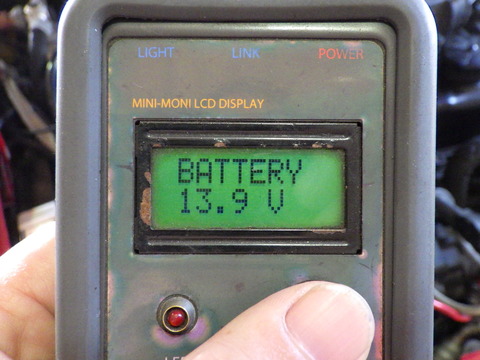 LIGHT LINK POWER
MINI-MONI LCD DISPLAY
BATTERY
13.9 V